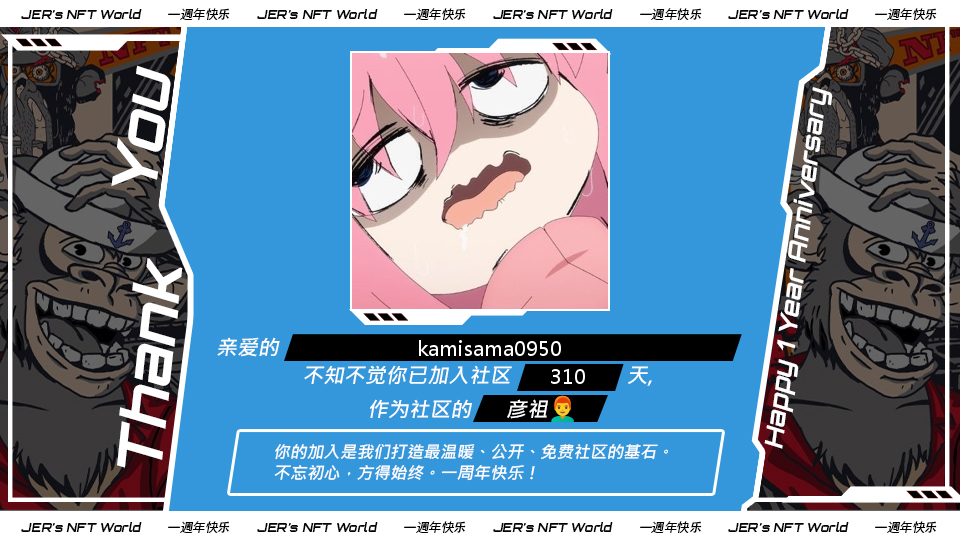 JER's NFT World 一週年快乐 JER's NFT World 一週年快乐 JER's NFT World 一週年快乐 JER's NFT World 一週年快乐
Thank You
Happy 1 Year Anniversary
亲爱的 kamisama0950
不知不觉你已加入社区 310 天,
作为社区的 彦祖👨‍🦰
你的加入是我们打造最温暖、公开、免费社区的基石。
不忘初心，方得始终。一周年快乐！
JER's NFT World 一週年快乐 JER's NFT World 一週年快乐 JER's NFT World 一週年快乐 JER's NFT World 一週年快乐